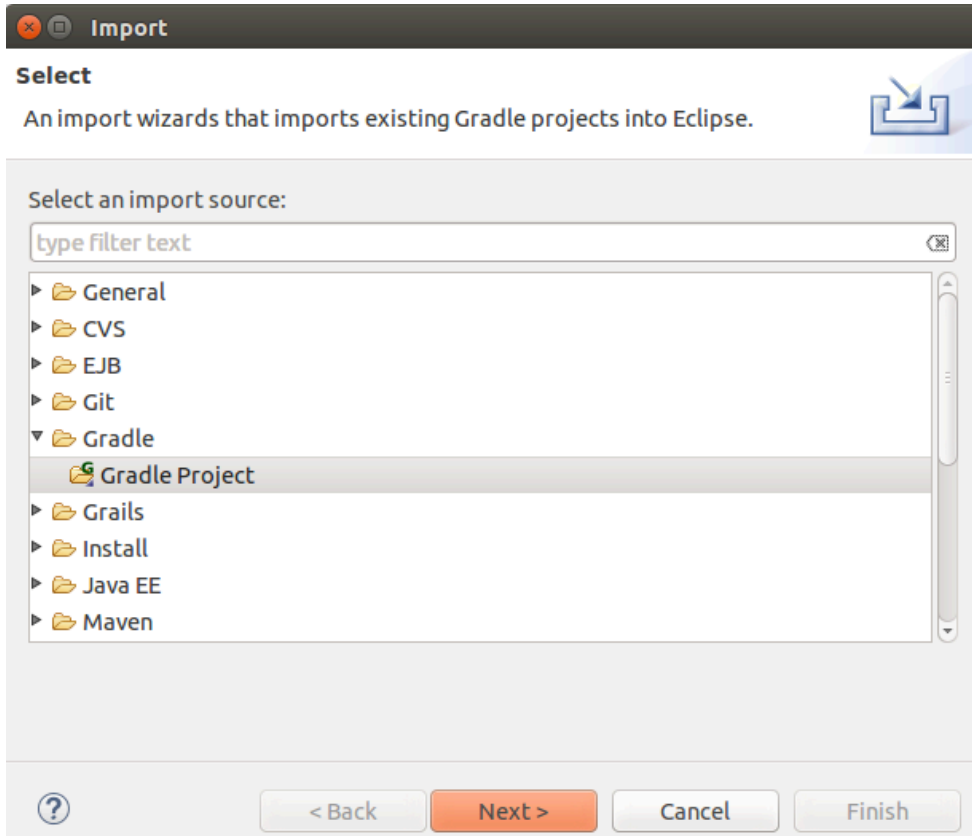 Import
Select
An import wizards that imports existing Gradle projects into Eclipse.
Select an import source:
type filter text
General
CVS
EJB
Git
Gradle
G
Gradle Project
Grails
Install
Java EE
Maven
?
< Back Next > Cancel Finish